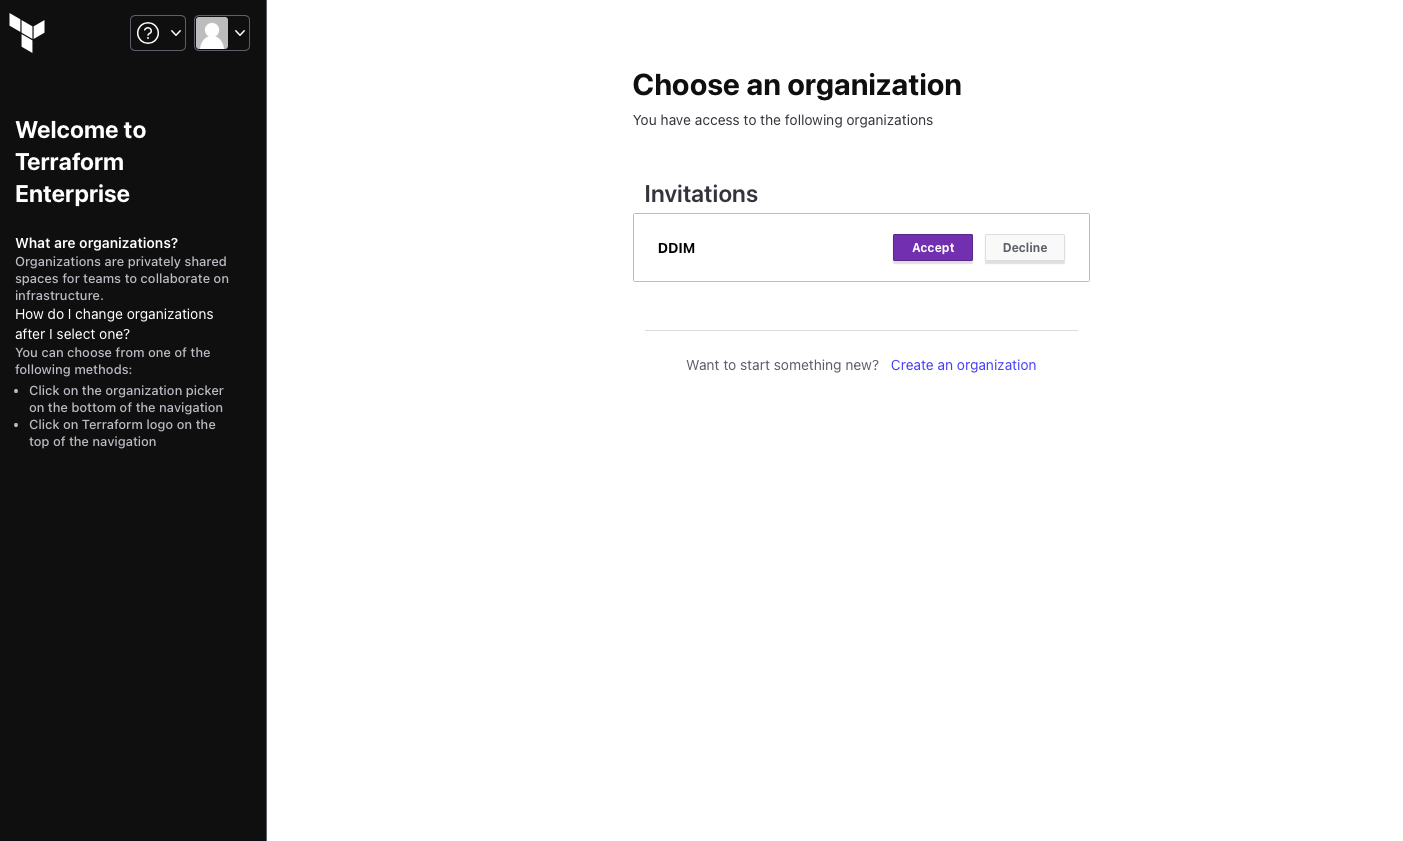 Welcome to
Terraform
Enterprise
What are organizations?
Organizations are privately shared
spaces for teams to collaborate on
infrastructure.
How do I change organizations
after I select one?
You can choose from one of the
following methods:
• Click on the organization picker
on the bottom of the navigation
• Click on Terraform logo on the
top of the navigation
Choose an organization
You have access to the following organizations
Invitations
DDIM Accept Decline
Want to start something new? Create an organization